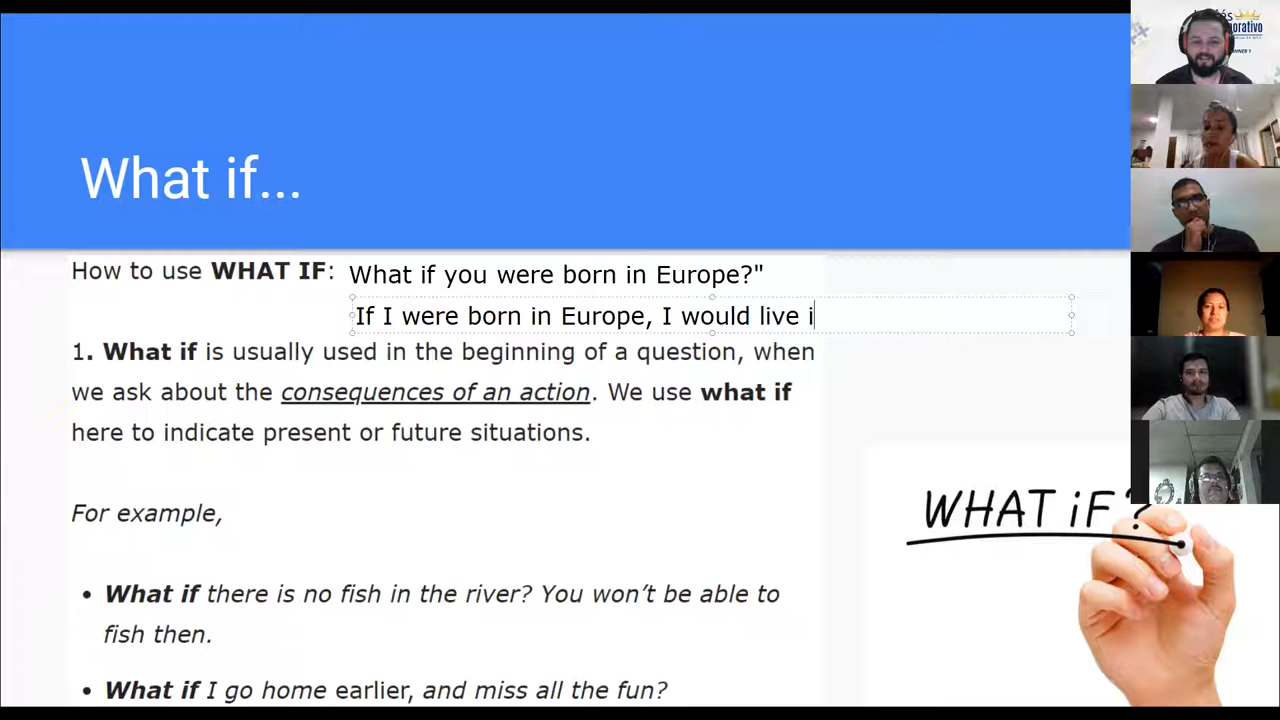 What if...
How to use WHAT IF:
What if you were born in Europe?"
If I were born in Europe, I would live i
1. What if is usually used in the beginning of a question, when
we ask about the consequences of an action. We use what if
here to indicate present or future situations.
For example,
• What if there is no fish in the river? You won’t be able to
fish then.
• What if I go home earlier, and miss all the fun?
WHAT iF ?